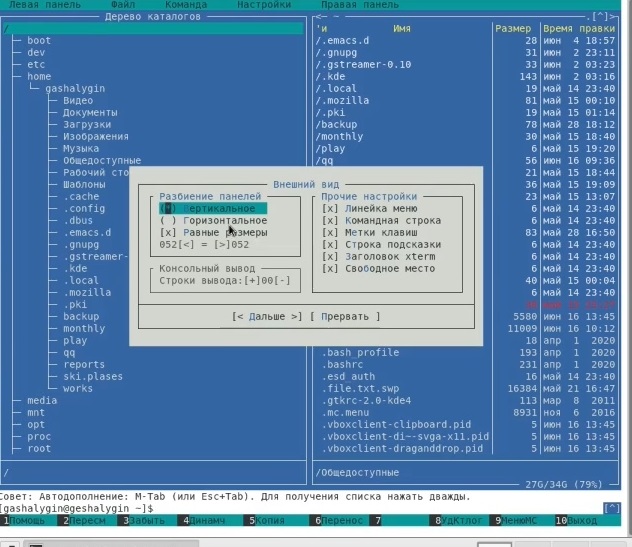 Левая панель Файл Команда Настройки Правая панель
Дерево каталогов
/
boot
dev
etc
home
gashalygin
Видео
Документы
Загрузки
Изображения
Музыка
Общедоступные
Рабочий сто
Шаблоны
.cache
.config
.dbus
.emacs.d
.gnupg
.gstreamer-
.kde
.local
.mozilla
.pki
backup
monthly
play
qq
reports
ski.plases
works
media
mnt
opt
proc
root
/
<─ ~ .[^]>
'и Имя Размер Время правки
/.emacs.d 28 июн 4 18:57
/.gnupg 31 июн 2 03:23
/.gstreamer-0.10 33 июн 2 03:23
/.kde 143 июн 2 03:16
/.local 19 май 14 23:40
/.mozilla 81 май 15 00:10
/.pki 19 май 15 01:14
/backup 78 май 28 18:12
/monthly 30 май 15 18:40
/play 6 май 15 19:20
/qq 56 июн 16 09:36
21 май 15 18:44
36 май 15 19:09
23 май 15 13:07
6 май 14 23:40
6 май 14 23:40
83 май 28 16:50
6 май 14 23:40
6 май 14 23:40
6 май 14 23:40
40 май 15 00:04
6 май 14 23:40
5580 июн 16 13:45
11009 июн 16 10:12
18 апр 1 2020
.bash_profile 193 апр 1 2020
.bashrc 231 апр 1 2020
.esd_auth 16 май 14 23:40
.file.txt.swp 16384 май 21 16:47
.gtkrc-2.0-kde4 113 мар 8 2011
.mc.menu 8931 ноя 6 2016
.vboxclient-clipboard.pid 5 июн 16 13:45
.vboxclient-di~-svga-x11.pid 6 июн 16 13:45
.vboxclient-draganddrop.pid 5 июн 16 13:45
/Общедоступные
27G/34G (79%)
Внешний вид
Разбиение панелей
(*) Вертикальное
( ) Горизонтальное
[x] Равные размеры
052[<] = [>]052
Консольный вывод
Строки вывода:[+]00[-]
Прочие настройки
[x] Линейка меню
[x] Командная строка
[x] Метки клавиш
[x] Строка подсказки
[x] Заголовок xterm
[x] Свободное место
[< Дальше >] [ Прервать ]
Совет: Автодополнение: M-Tab (или Esc+Tab). Для получения списка нажать дважды.
[gashalygin@geshalygin ~]$ [^]
1Помощь 2Пересм 3Забыть 4Динамч 5Копия 6Перенос 7 8УдКтлог 9МенюМС 10Выход